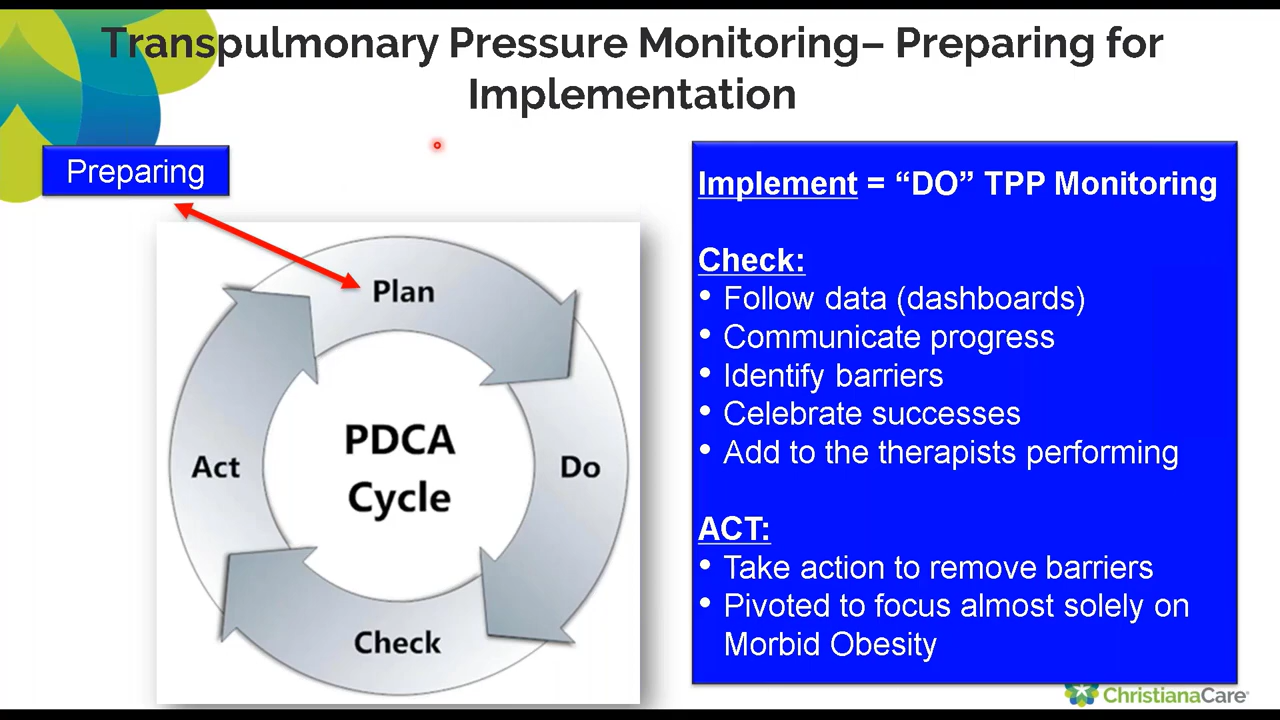 Transpulmonary Pressure Monitoring– Preparing for
Implementation
Preparing
Plan
Do
Check
Act
PDCA
Cycle
Implement = “DO” TPP Monitoring
Check:
• Follow data (dashboards)
• Communicate progress
• Identify barriers
• Celebrate successes
• Add to the therapists performing
ACT:
• Take action to remove barriers
• Pivoted to focus almost solely on
Morbid Obesity
ChristianaCare